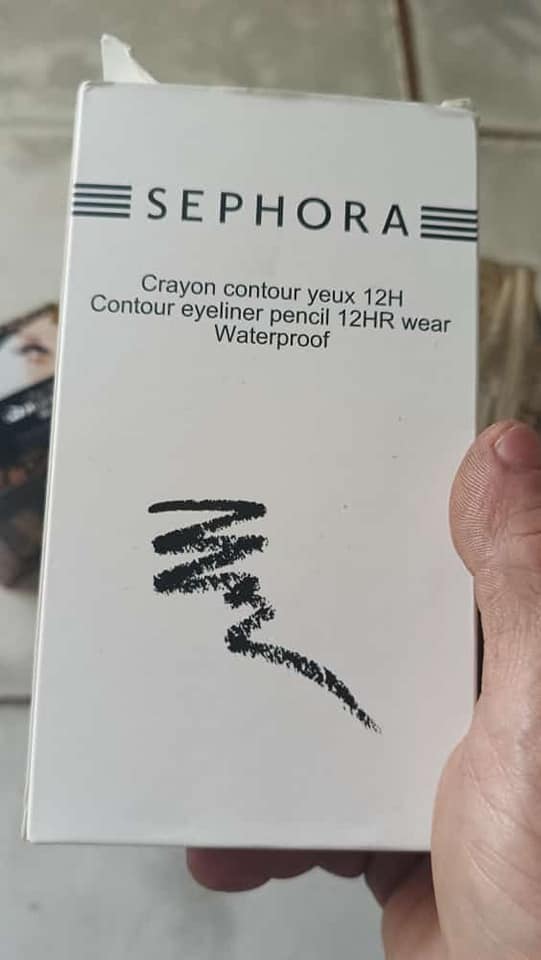 SEPHORA
Crayon contour yeux 12H
Contour eyeliner pencil 12HR wear
Waterproof